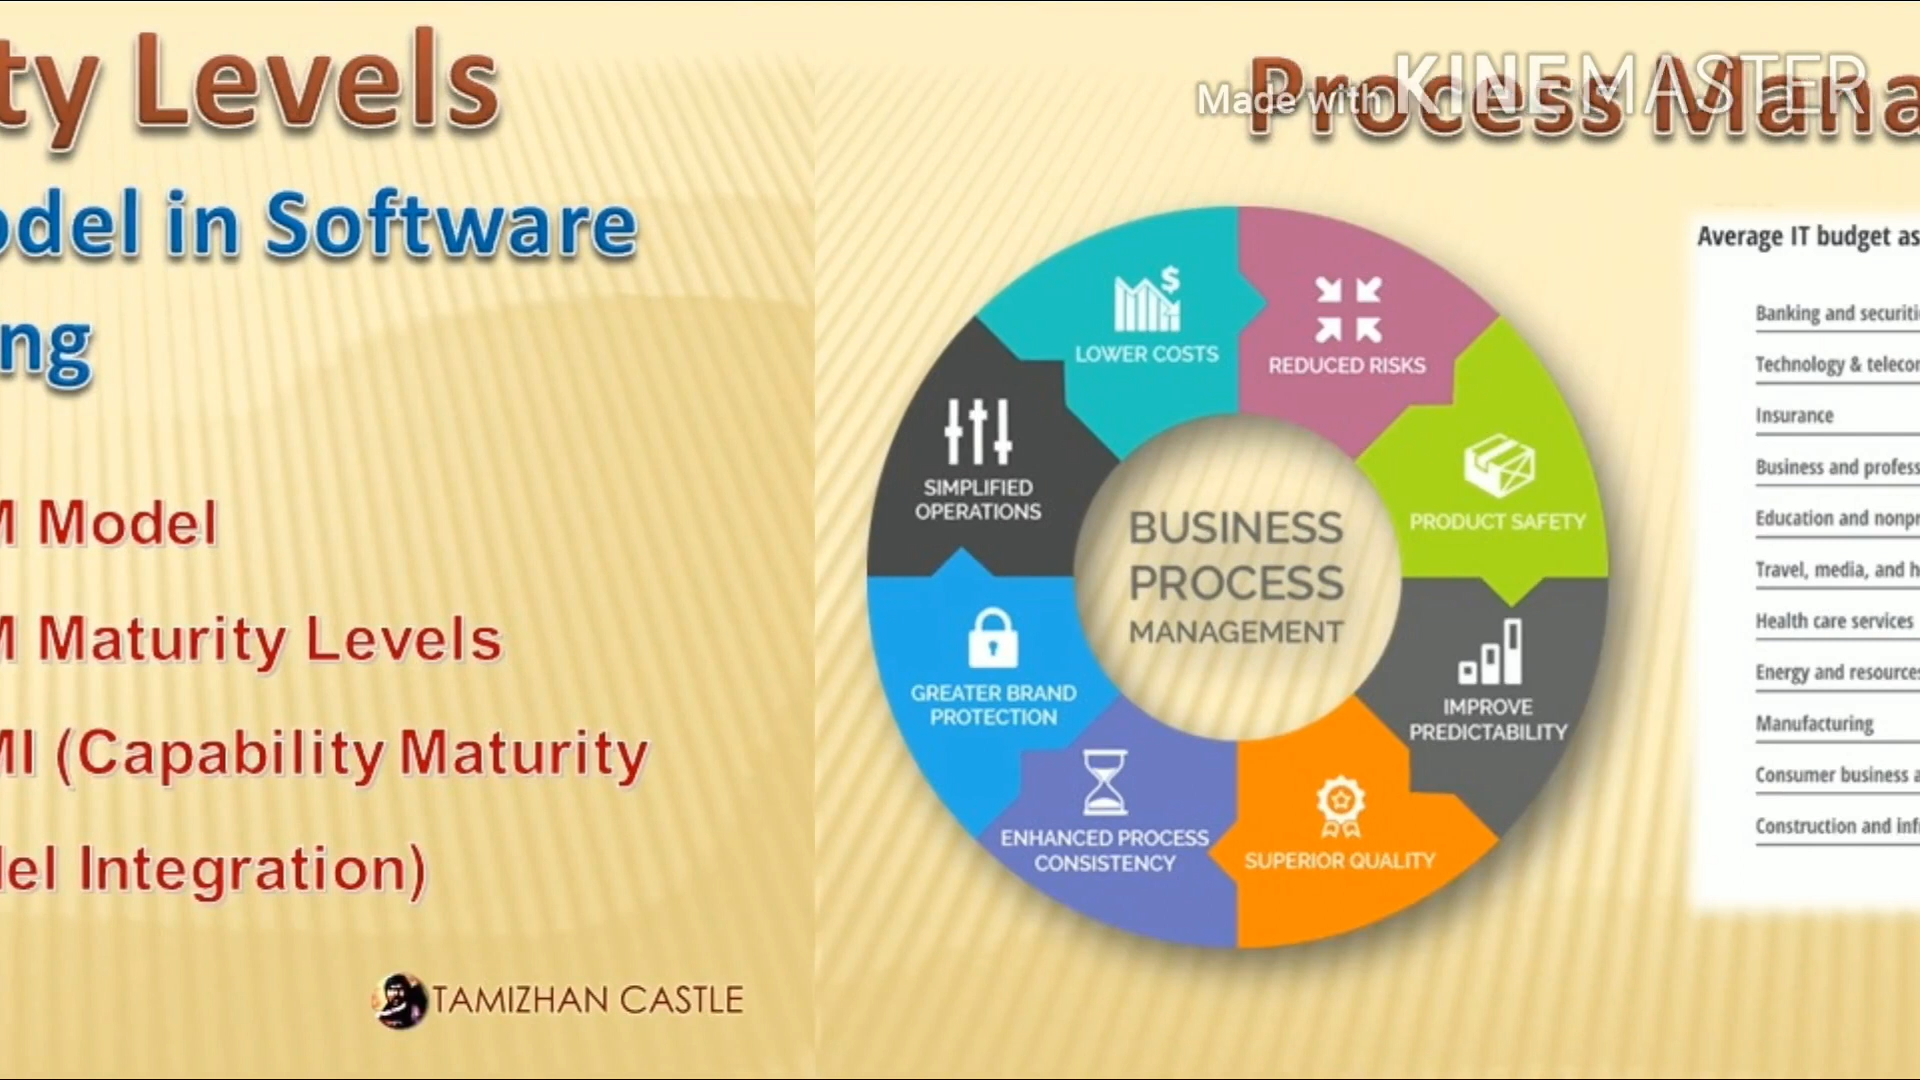 ty Levels
odel in Software
ng
M Model
M Maturity Levels
MI (Capability Maturity
del Integration)
TAMIZHAN CASTLE
Process Mana
Made with KINEMASTER
LOWER COSTS
REDUCED RISKS
PRODUCT SAFETY
IMPROVE
PREDICTABILITY
SUPERIOR QUALITY
ENHANCED PROCESS
CONSISTENCY
GREATER BRAND
PROTECTION
SIMPLIFIED
OPERATIONS
BUSINESS
PROCESS
MANAGEMENT
Average IT budget as
Banking and securiti
Technology & telecom
Insurance
Business and profess
Education and nonpr
Travel, media, and h
Health care services
Energy and resources
Manufacturing
Consumer business a
Construction and infr